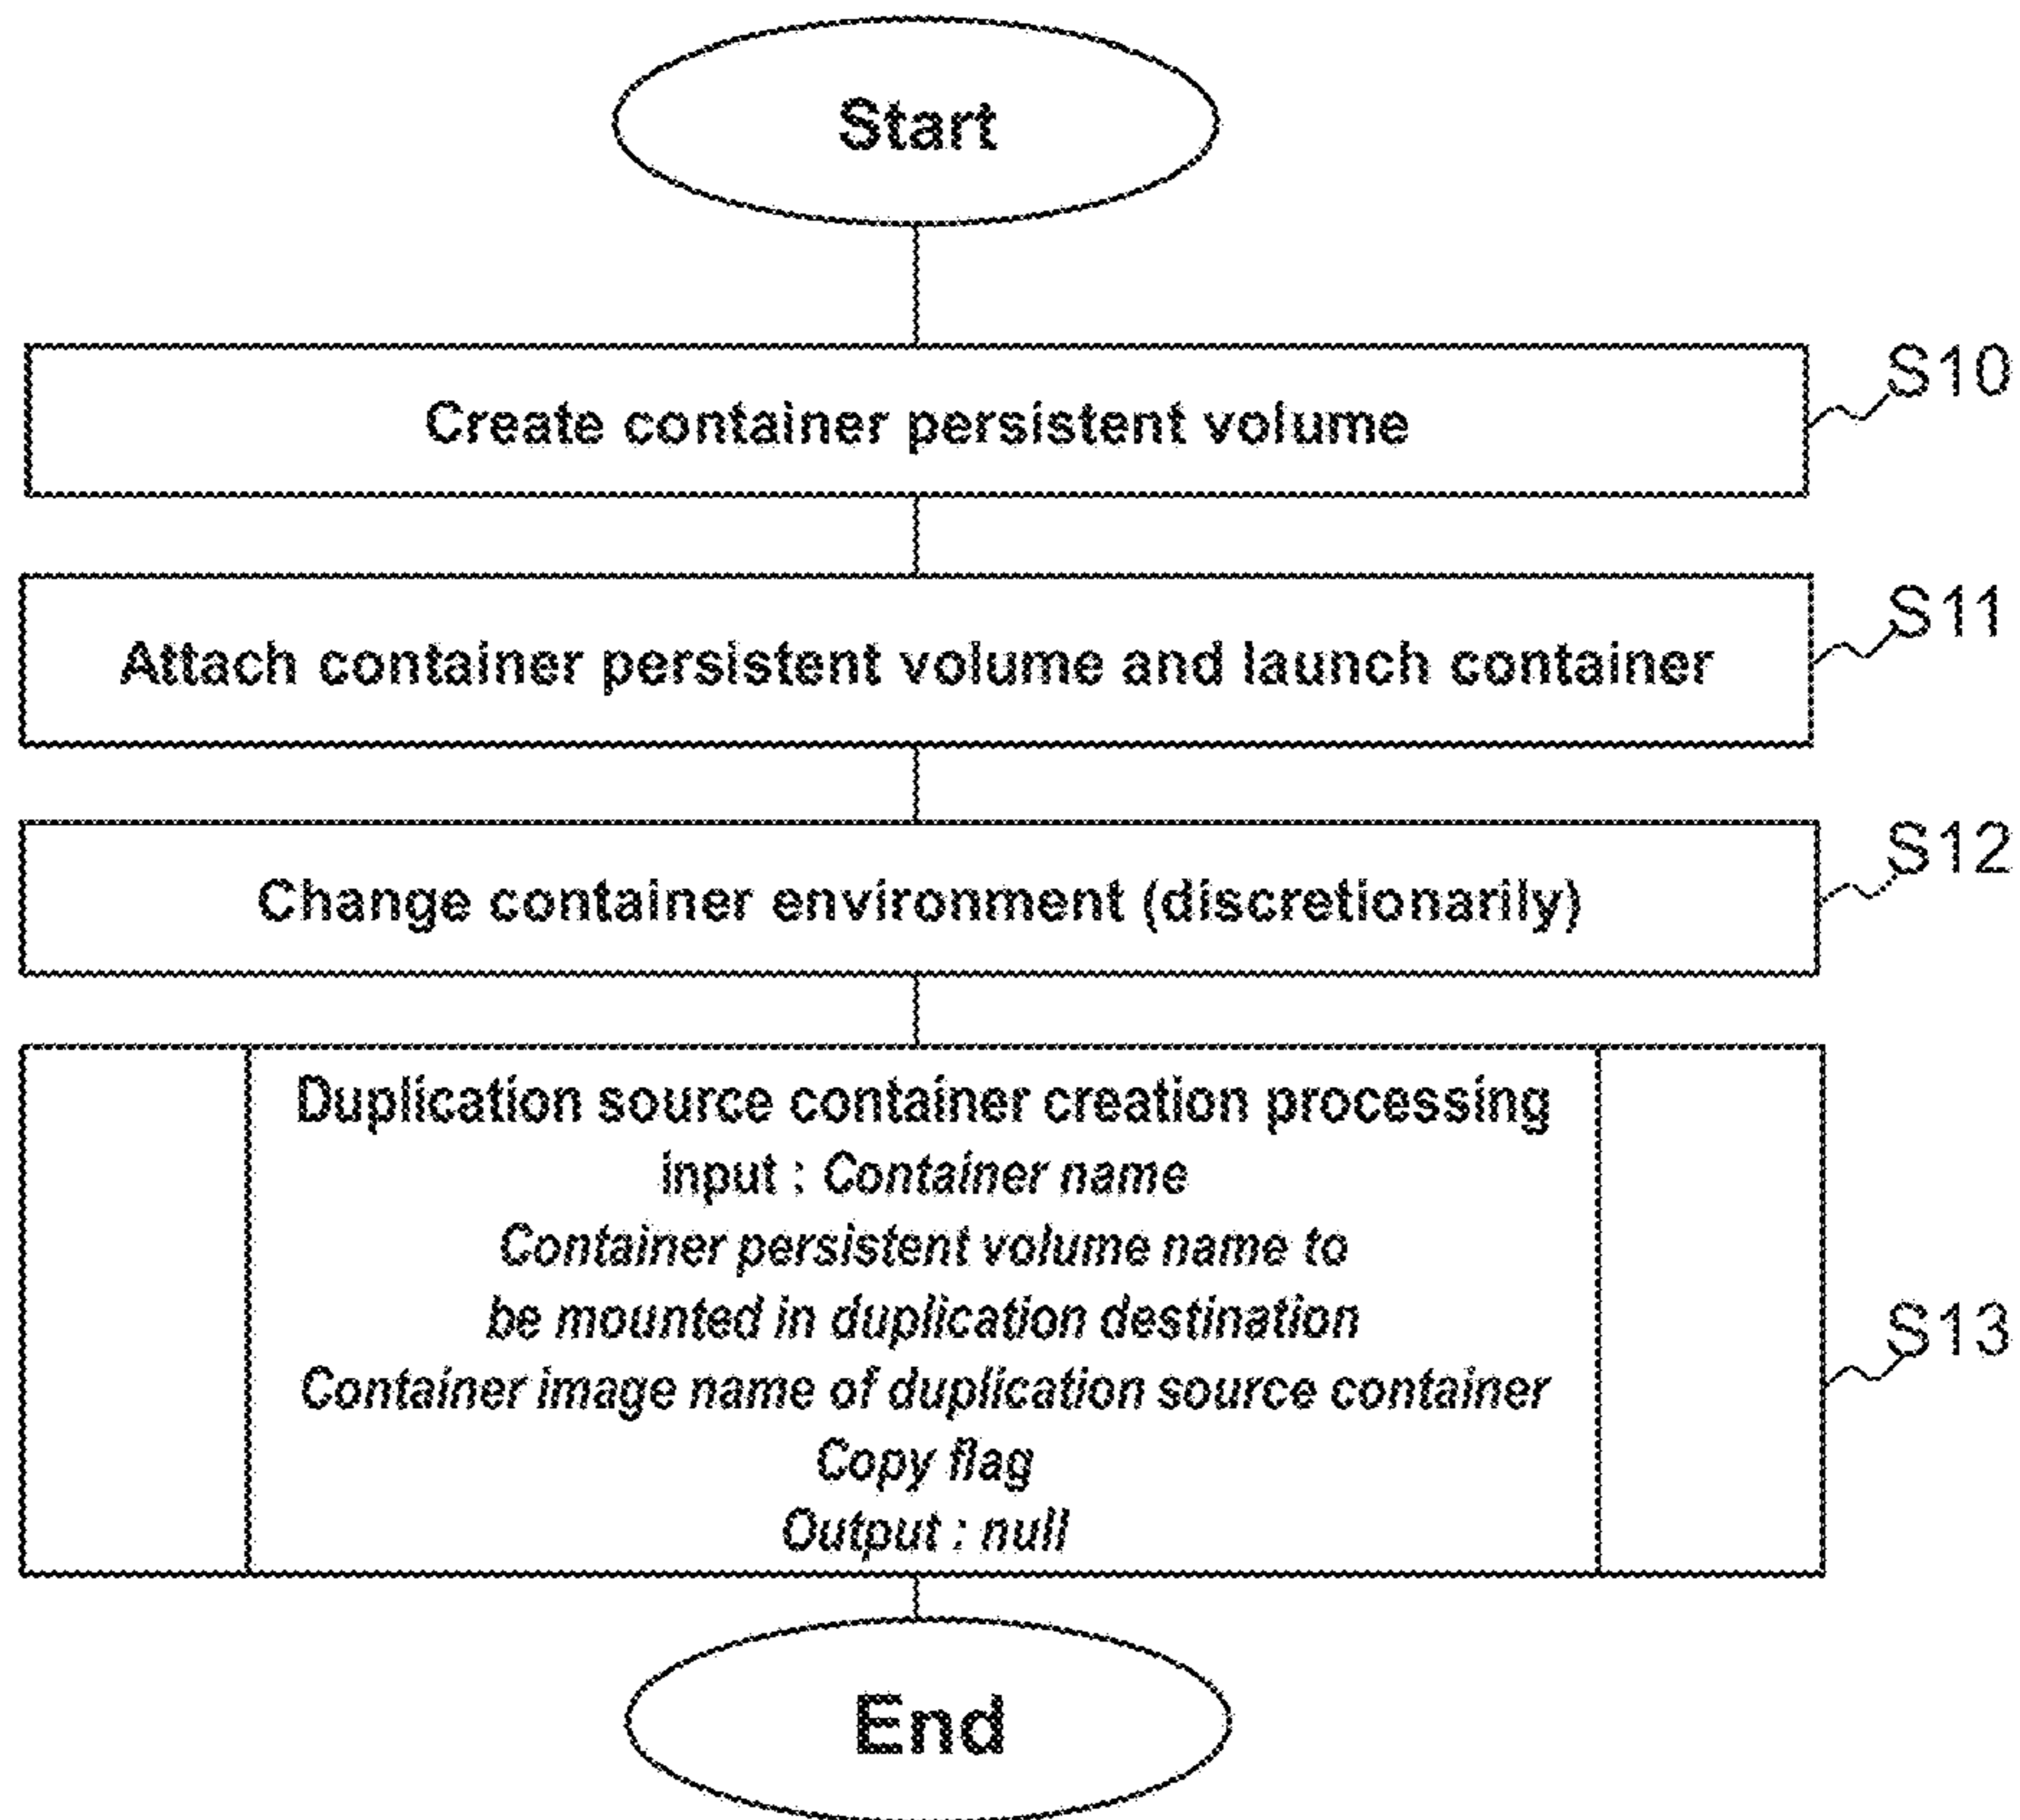 Start
Create container persistent volume
S10
Attach container persistent volume and launch container
S11
Change container environment (discretionarily)
S12
Duplication source container creation processing
input : Container name
Container persistent volume name to
be mounted in duplication destination
Container image name of duplication source container
Copy flag
Output : null
S13
End